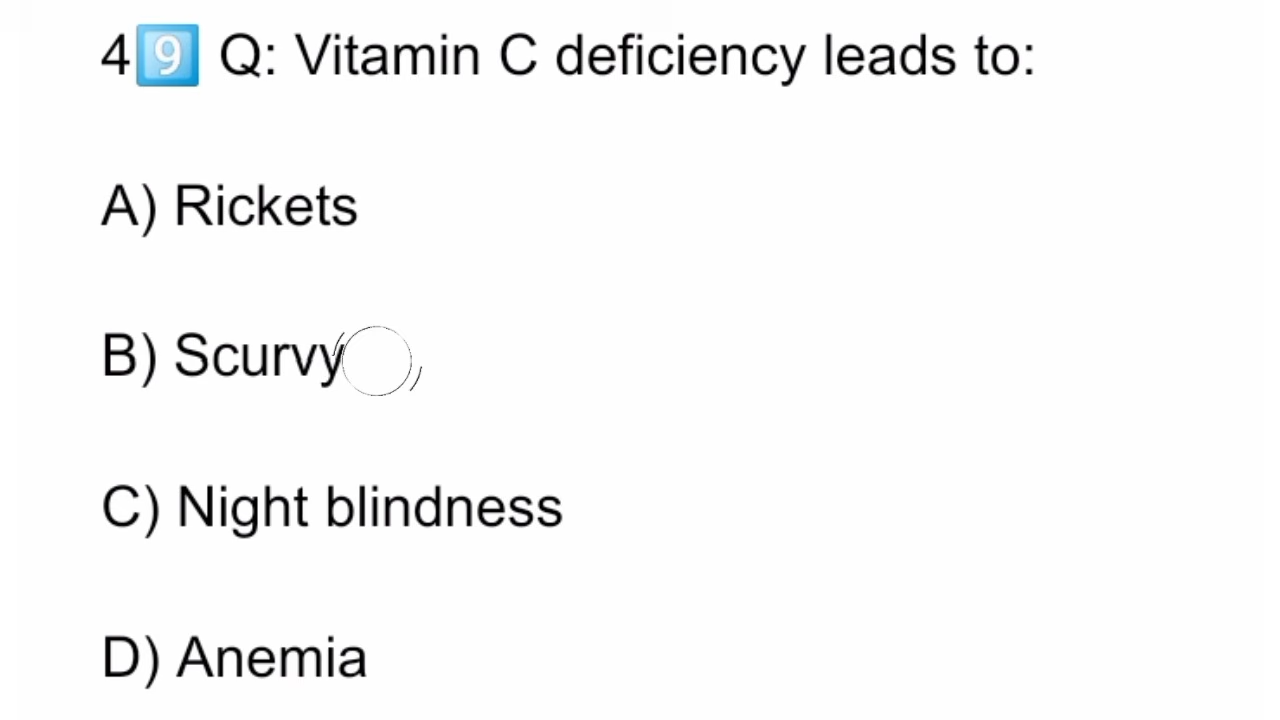 49️⃣ Q: Vitamin C deficiency leads to:
A) Rickets
B) Scurvy
C) Night blindness
D) Anemia